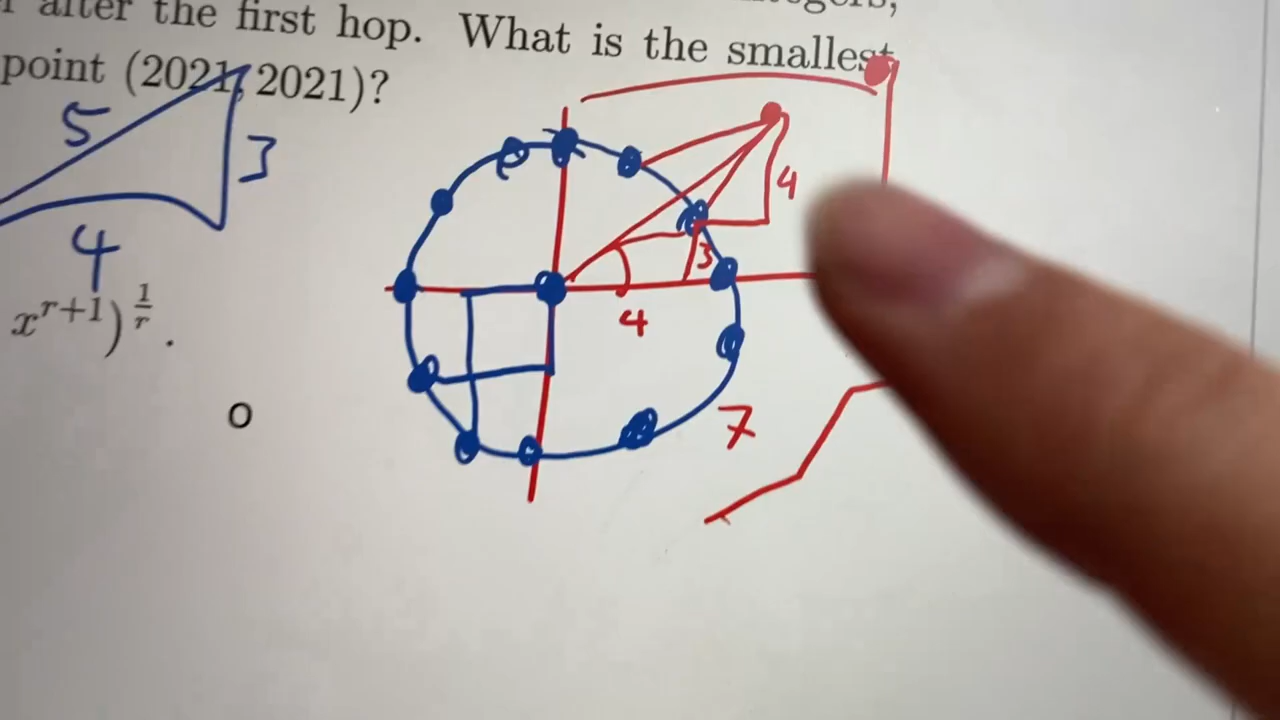 after the first hop. What is the smallest
point (2021, 2021)?
5
3
4
4
3
4
7
x^{r+1})^{\frac{1}{r}}.
o